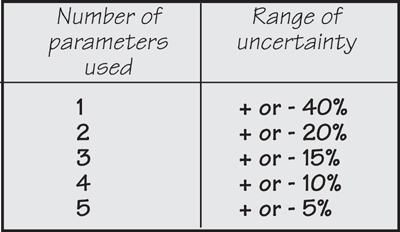 Number of Range of
parameters uncertainty
used
1 + or - 40%
2 + or - 20%
3 + or - 15%
4 + or - 10%
5 + or - 5%